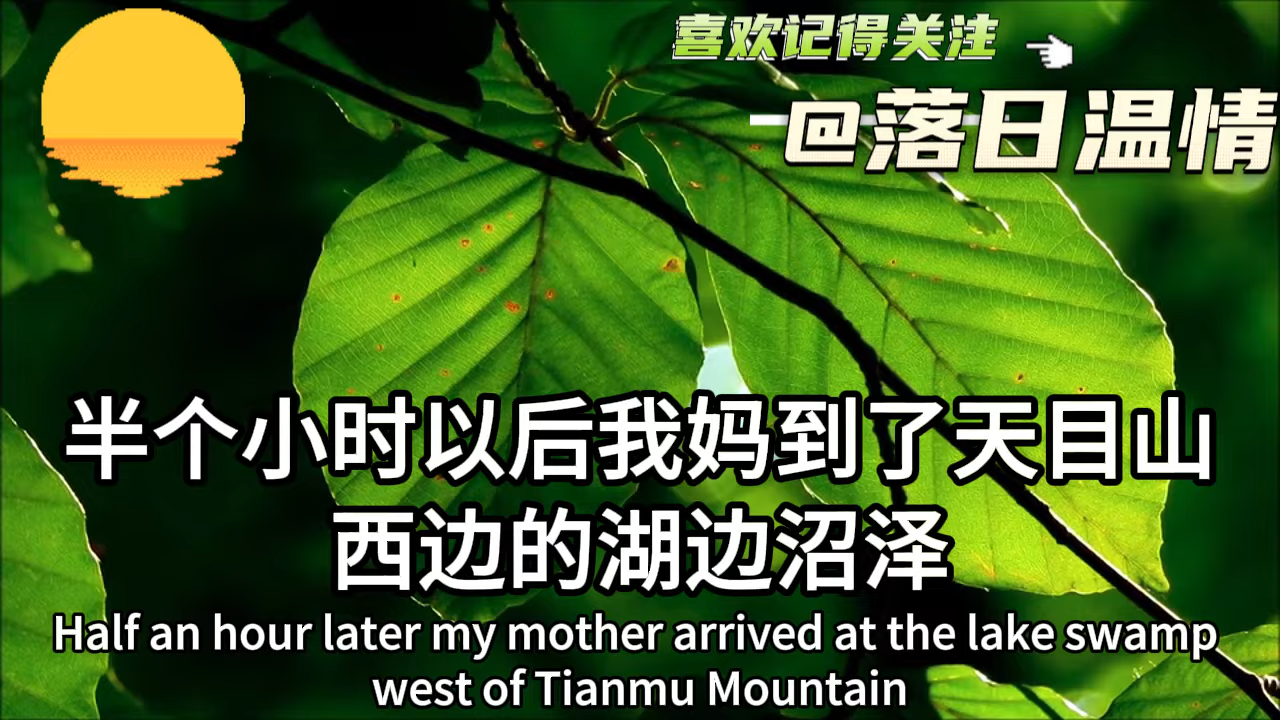 喜欢记得关注
@落日温情
半个小时以后我妈到了天目山
西边的湖边沼泽
Half an hour later my mother arrived at the lake swamp
west of Tianmu Mountain